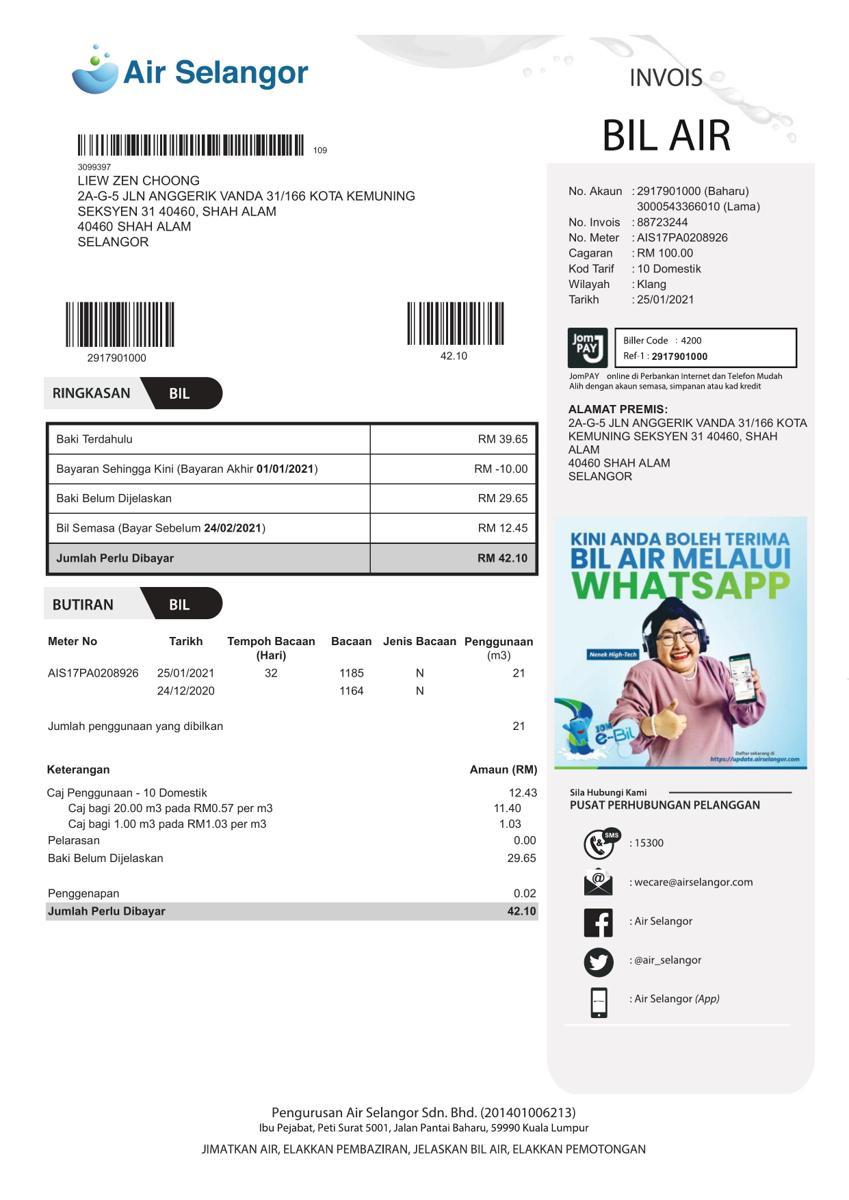 Air Selangor
INVOIS
BIL AIR
109
3099397
LIEW ZEN CHOONG
2A-G-5 JLN ANGGERIK VANDA 31/166 KOTA KEMUNING
SEKSYEN 31 40460, SHAH ALAM
40460 SHAH ALAM
SELANGOR
No. Akaun : 2917901000 (Baharu)
3000543366010 (Lama)
No. Invois : 88723244
No. Meter : AIS17PA0208926
Cagaran : RM 100.00
Kod Tarif : 10 Domestik
Wilayah : Klang
Tarikh : 25/01/2021
2917901000
42.10
Jom PAY
Biller Code : 4200
Ref-1 : 2917901000
JomPAY online di Perbankan Internet dan Telefon Mudah
Alih dengan akaun semasa, simpanan atau kad kredit
ALAMAT PREMIS:
2A-G-5 JLN ANGGERIK VANDA 31/166 KOTA
KEMUNING SEKSYEN 31 40460, SHAH
ALAM
40460 SHAH ALAM
SELANGOR
RINGKASAN BIL
Baki Terdahulu RM 39.65
Bayaran Sehingga Kini (Bayaran Akhir 01/01/2021) RM -10.00
Baki Belum Dijelaskan RM 29.65
Bil Semasa (Bayar Sebelum 24/02/2021) RM 12.45
Jumlah Perlu Dibayar RM 42.10
BUTIRAN BIL
Meter No Tarikh Tempoh Bacaan (Hari) Bacaan Jenis Bacaan Penggunaan (m3)
AIS17PA0208926 25/01/2021 32 1185 N 21
24/12/2020 1164 N
Jumlah penggunaan yang dibilkan 21
Keterangan Amaun (RM)
Caj Penggunaan - 10 Domestik 12.43
Caj bagi 20.00 m3 pada RM0.57 per m3 11.40
Caj bagi 1.00 m3 pada RM1.03 per m3 1.03
Pelarasan 0.00
Baki Belum Dijelaskan 29.65
Penggenapan 0.02
Jumlah Perlu Dibayar 42.10
KINI ANDA BOLEH TERIMA
BIL AIR MELALUI
WHATSAPP
Nenek High-Tech
JOM
e-Bil
Daftar sekarang di
https://update.airselangor.com
Sila Hubungi Kami
PUSAT PERHUBUNGAN PELANGGAN
SMS
&
: 15300
@
: wecare@airselangor.com
: Air Selangor
: @air_selangor
: Air Selangor (App)
Pengurusan Air Selangor Sdn. Bhd. (201401006213)
Ibu Pejabat, Peti Surat 5001, Jalan Pantai Baharu, 59990 Kuala Lumpur
JIMATKAN AIR, ELAKKAN PEMBAZIRAN, JELASKAN BIL AIR, ELAKKAN PEMOTONGAN